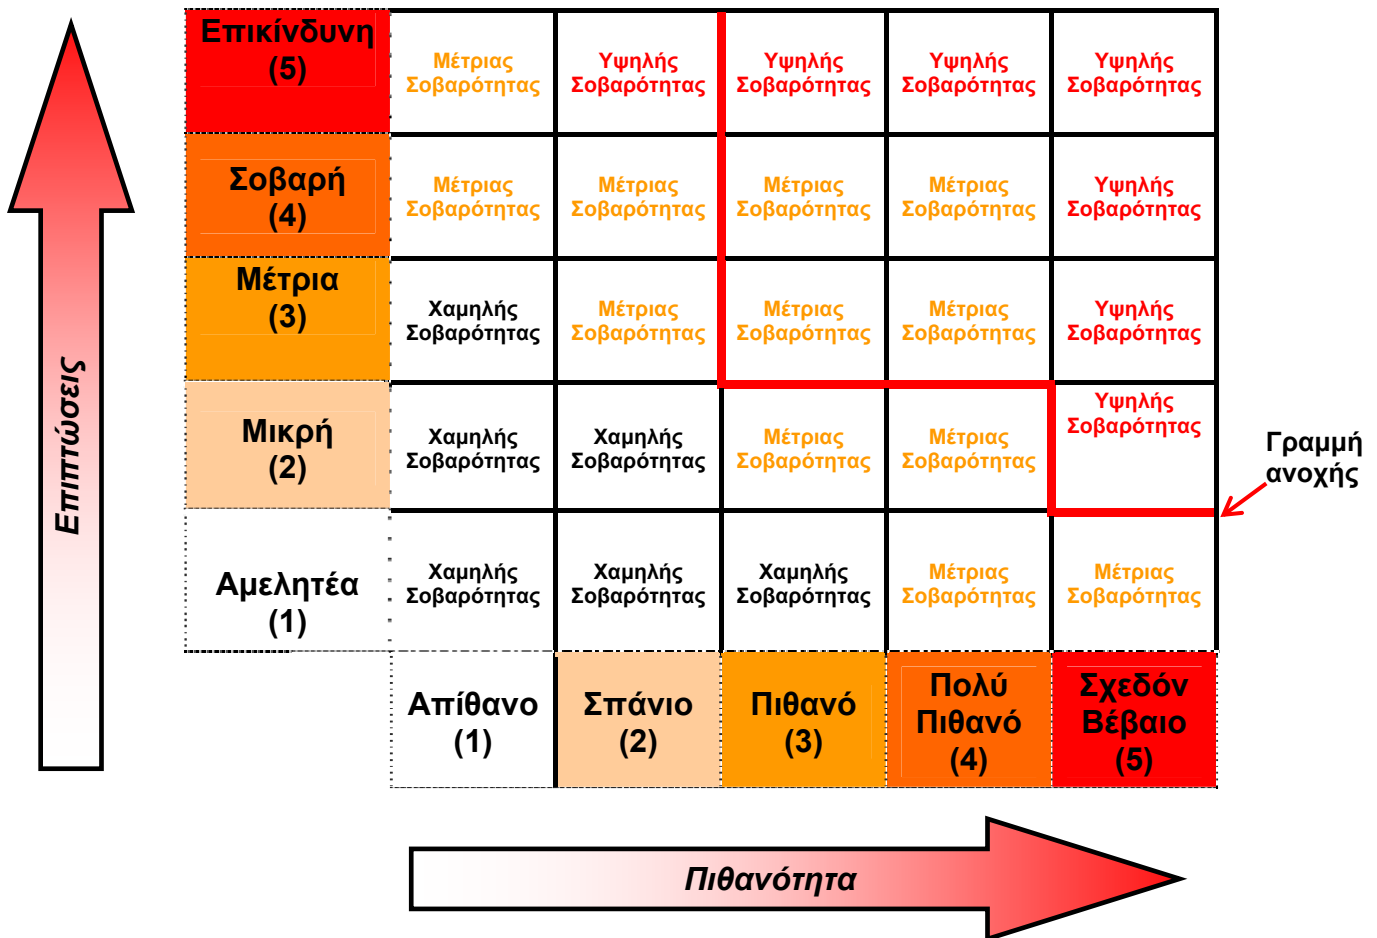 Επικίνδυνη
(5)
Μέτριας
Σοβαρότητας
Υψηλής
Σοβαρότητας
Υψηλής
Σοβαρότητας
Υψηλής
Σοβαρότητας
Υψηλής
Σοβαρότητας
Σοβαρή
(4)
Μέτριας
Σοβαρότητας
Μέτριας
Σοβαρότητας
Μέτριας
Σοβαρότητας
Μέτριας
Σοβαρότητας
Υψηλής
Σοβαρότητας
Μέτρια
(3)
Χαμηλής
Σοβαρότητας
Μέτριας
Σοβαρότητας
Μέτριας
Σοβαρότητας
Μέτριας
Σοβαρότητας
Υψηλής
Σοβαρότητας
Επιπτώσεις
Μικρή
(2)
Χαμηλής
Σοβαρότητας
Χαμηλής
Σοβαρότητας
Μέτριας
Σοβαρότητας
Μέτριας
Σοβαρότητας
Υψηλής
Σοβαρότητας
Γραμμή
ανοχής
Αμελητέα
(1)
Χαμηλής
Σοβαρότητας
Χαμηλής
Σοβαρότητας
Χαμηλής
Σοβαρότητας
Μέτριας
Σοβαρότητας
Μέτριας
Σοβαρότητας
Απίθανο
(1)
Σπάνιο
(2)
Πιθανό
(3)
Πολύ
Πιθανό
(4)
Σχεδόν
Βέβαιο
(5)
Πιθανότητα